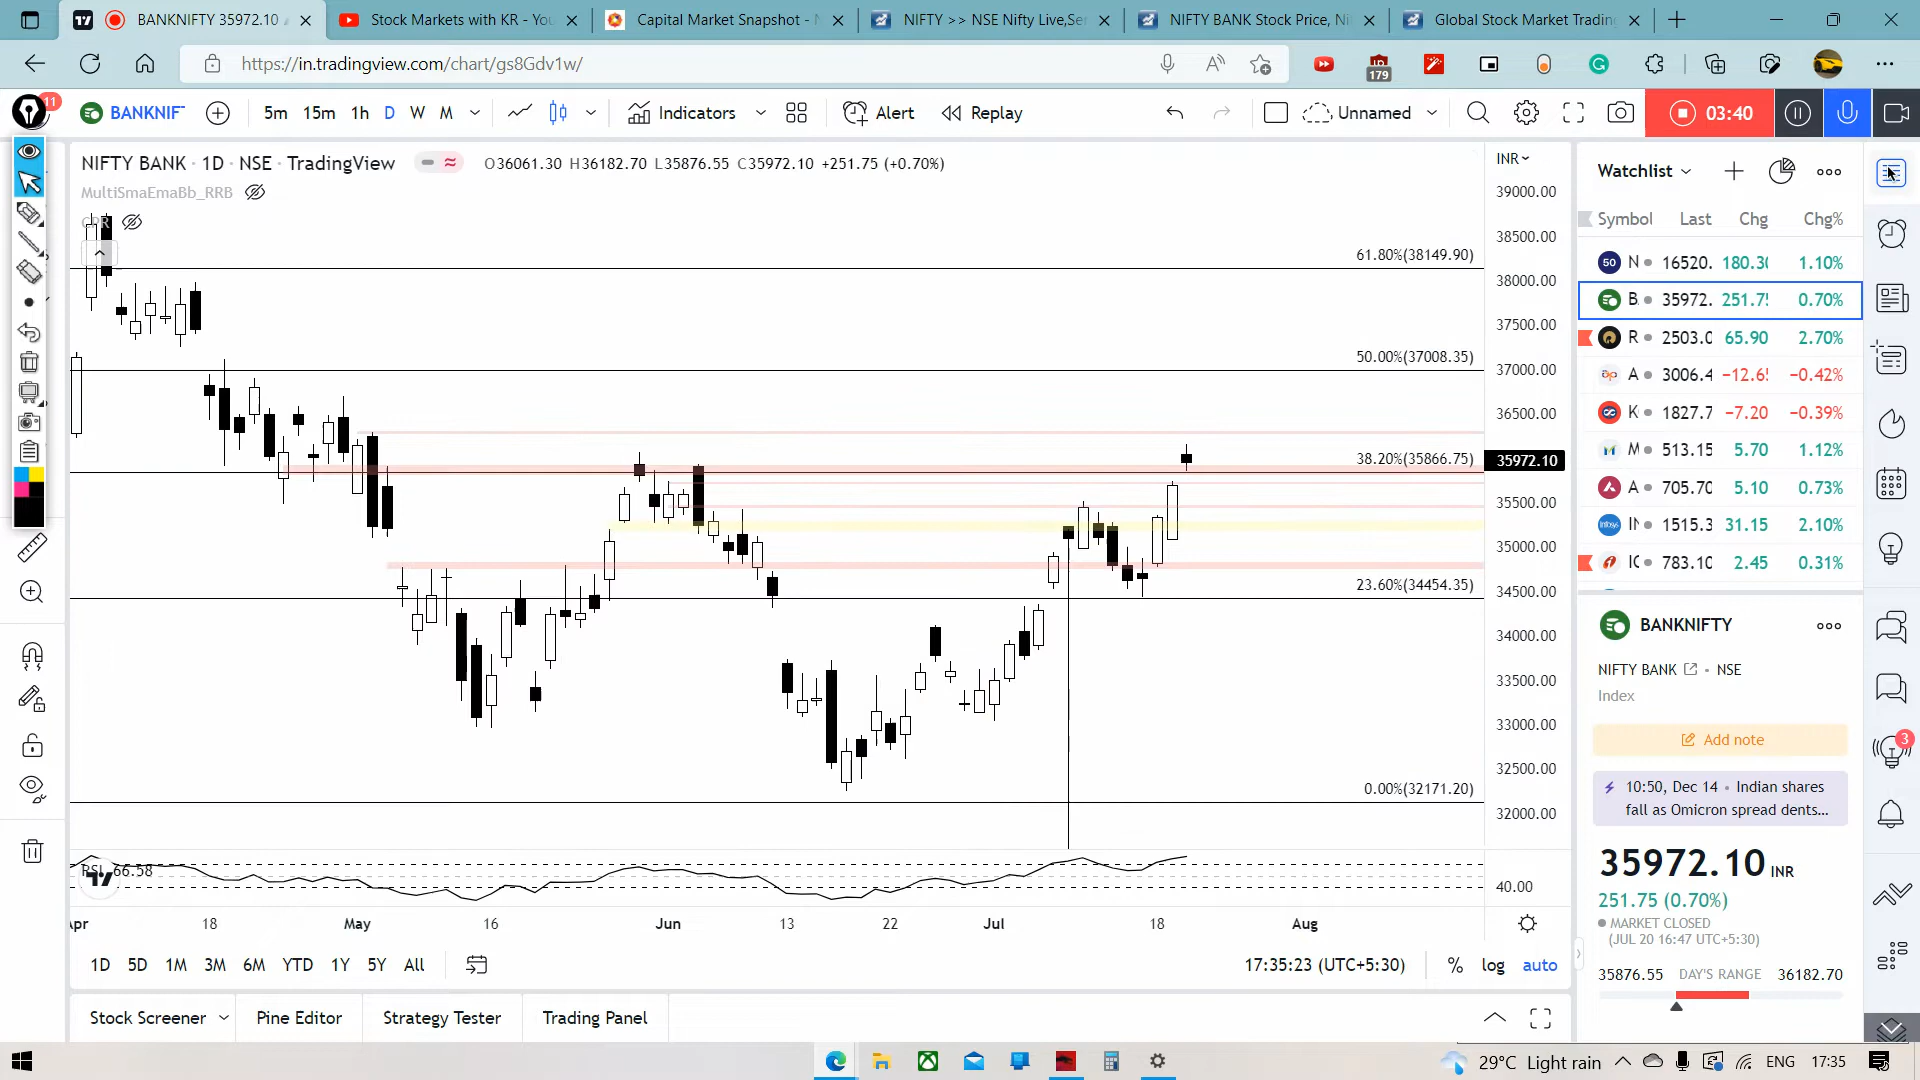 BANKNIFTY 35972.10
Stock Markets with KR - You
Capital Market Snapshot - N
NIFTY >> NSE Nifty Live,Sen
NIFTY BANK Stock Price, Ni
Global Stock Market Trading
https://in.tradingview.com/chart/gs8Gdv1w/
179
11
BANKNIF
5m 15m 1h D W M
Indicators
Alert
Replay
Unnamed
03:40
NIFTY BANK · 1D · NSE · TradingView
O36061.30 H36182.70 L35876.55 C35972.10 +251.75 (+0.70%)
MultiSmaEmaBb_RRB
CPR
INR
39000.00
38500.00
38000.00
37500.00
37000.00
36500.00
35972.10
35500.00
35000.00
34500.00
34000.00
33500.00
33000.00
32500.00
32000.00
40.00
61.80%(38149.90)
50.00%(37008.35)
38.20%(35866.75)
23.60%(34454.35)
0.00%(32171.20)
RSI 66.58
Apr 18 May 16 Jun 13 22 Jul 18 Aug
1D 5D 1M 3M 6M YTD 1Y 5Y All
17:35:23 (UTC+5:30) % log auto
Stock Screener Pine Editor Strategy Tester Trading Panel
Watchlist
Symbol Last Chg Chg%
50 N 16520. 180.30 1.10%
B 35972. 251.75 0.70%
R 2503.0 65.90 2.70%
A 3006.4 −12.65 −0.42%
K 1827.7 −7.20 −0.39%
M 513.15 5.70 1.12%
A 705.70 5.10 0.73%
IN 1515.3 31.15 2.10%
IC 783.10 2.45 0.31%
BANKNIFTY
NIFTY BANK · NSE
Index
Add note
10:50, Dec 14 · Indian shares
fall as Omicron spread dents...
35972.10 INR
251.75 (0.70%)
MARKET CLOSED
(JUL 20 16:47 UTC+5:30)
35876.55 DAY'S RANGE 36182.70
3
29°C Light rain
ENG
17:35